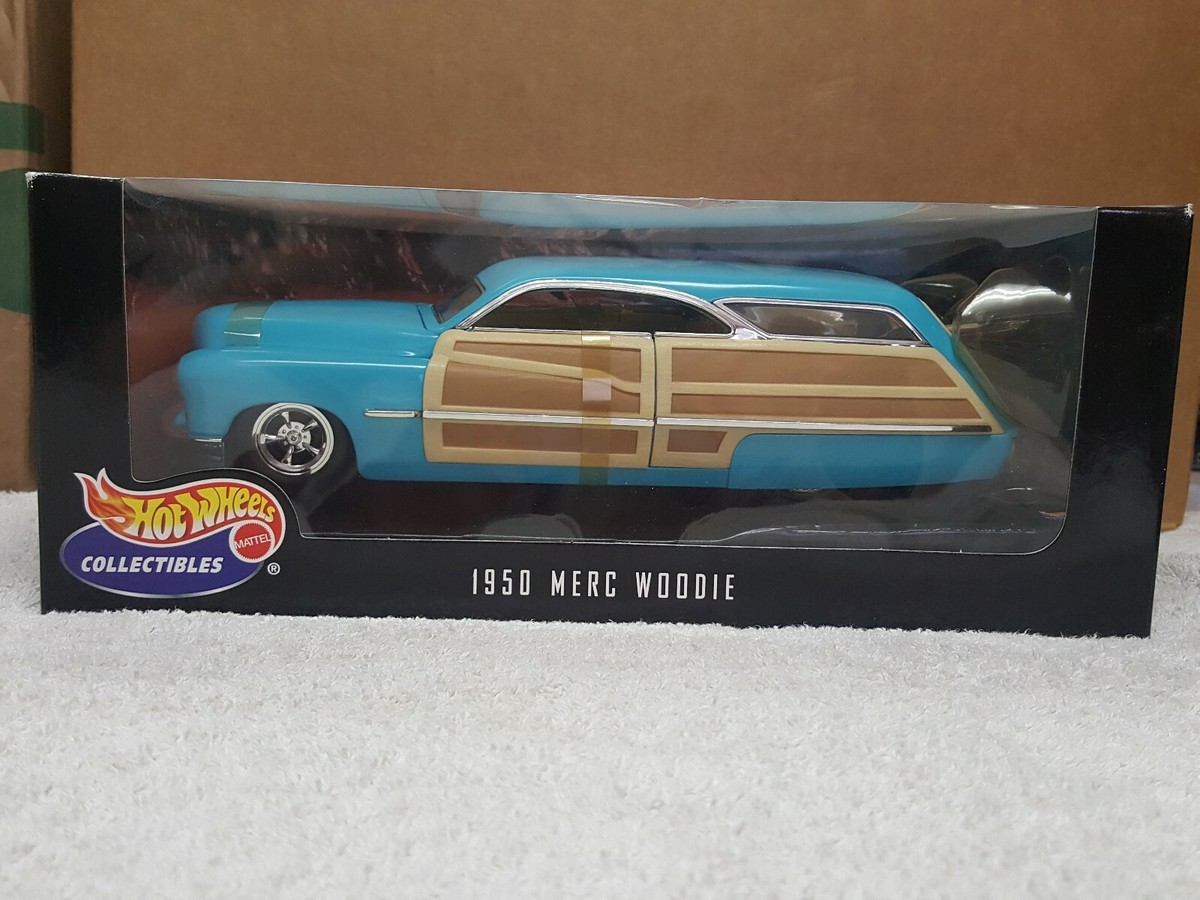 Hot Wheels
MATTEL
COLLECTIBLES ®
1950 MERC WOODIE